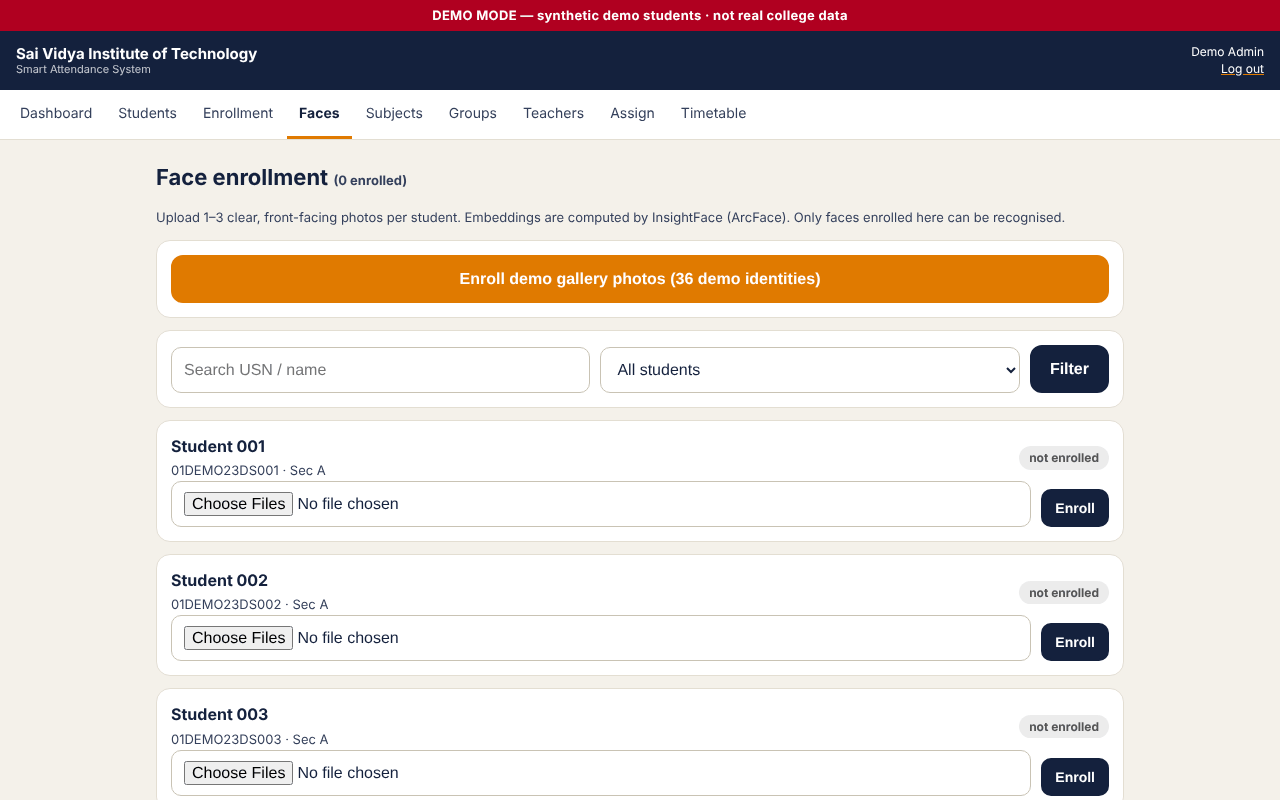 DEMO MODE — synthetic demo students · not real college data
Sai Vidya Institute of Technology
Smart Attendance System
Demo Admin
Log out
Dashboard Students Enrollment Faces Subjects Groups Teachers Assign Timetable
Face enrollment (0 enrolled)
Upload 1–3 clear, front-facing photos per student. Embeddings are computed by InsightFace (ArcFace). Only faces enrolled here can be recognised.
Enroll demo gallery photos (36 demo identities)
Search USN / name All students Filter
Student 001
01DEMO23DS001 · Sec A
not enrolled
Choose Files No file chosen Enroll
Student 002
01DEMO23DS002 · Sec A
not enrolled
Choose Files No file chosen Enroll
Student 003
01DEMO23DS003 · Sec A
not enrolled
Choose Files No file chosen Enroll